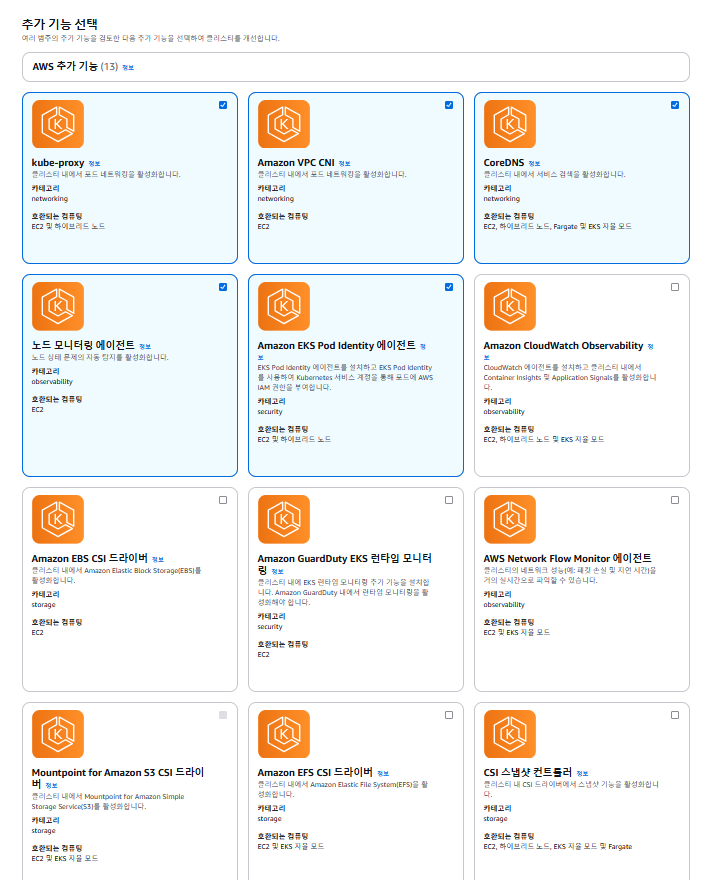 추가 기능 선택
여러 범주의 추가 기능을 검토한 다음 추가 기능을 선택하여 클러스터를 개선합니다.
AWS 추가 기능 (13) 정보
kube-proxy 정보
클러스터 내에서 포드 네트워킹을 활성화합니다.
카테고리
networking
호환되는 컴퓨팅
EC2 및 하이브리드 노드
Amazon VPC CNI 정보
클러스터 내에서 포드 네트워킹을 활성화합니다.
카테고리
networking
호환되는 컴퓨팅
EC2
CoreDNS 정보
클러스터 내에서 서비스 검색을 활성화합니다.
카테고리
networking
호환되는 컴퓨팅
EC2, 하이브리드 노드, Fargate 및 EKS 자율 모드
노드 모니터링 에이전트 정보
노드 상태 문제의 자동 탐지를 활성화합니다.
카테고리
observability
호환되는 컴퓨팅
EC2
Amazon EKS Pod Identity 에이전트 정
보
EKS Pod Identity 에이전트를 설치하고 EKS Pod Identity
를 사용하여 Kubernetes 서비스 계정을 통해 포드에 AWS
IAM 권한을 부여합니다.
카테고리
security
호환되는 컴퓨팅
EC2 및 하이브리드 노드
Amazon CloudWatch Observability 정
보
CloudWatch 에이전트를 설치하고 클러스터 내에서
Container Insights 및 Application Signals를 활성화합니
다.
카테고리
observability
호환되는 컴퓨팅
EC2, 하이브리드 노드 및 EKS 자율 모드
Amazon EBS CSI 드라이버 정보
클러스터 내에서 Amazon Elastic Block Storage(EBS)를
활성화합니다.
카테고리
storage
호환되는 컴퓨팅
EC2
Amazon GuardDuty EKS 런타임 모니터
링 정보
클러스터 내에 EKS 런타임 모니터링 추가 기능을 설치합
니다. Amazon GuardDuty 내에서 런타임 모니터링을 활
성화해야 합니다.
카테고리
security
호환되는 컴퓨팅
EC2
AWS Network Flow Monitor 에이전트
클러스터의 네트워크 성능(예: 패킷 손실 및 지연 시간)을
거의 실시간으로 파악할 수 있습니다.
카테고리
observability
호환되는 컴퓨팅
EC2 및 EKS 자율 모드
Mountpoint for Amazon S3 CSI 드라이
버 정보
클러스터 내에서 Mountpoint for Amazon Simple
Storage Service(S3)를 활성화합니다.
카테고리
storage
호환되는 컴퓨팅
EC2 및 EKS 자율 모드
Amazon EFS CSI 드라이버 정보
클러스터 내에서 Amazon Elastic File System(EFS)을 활
성화합니다.
카테고리
storage
호환되는 컴퓨팅
EC2 및 EKS 자율 모드
CSI 스냅샷 컨트롤러 정보
클러스터 내 CSI 드라이버에서 스냅샷 기능을 활성화합니
다.
카테고리
storage
호환되는 컴퓨팅
EC2, 하이브리드 노드, EKS 자율 모드 및 Fargate